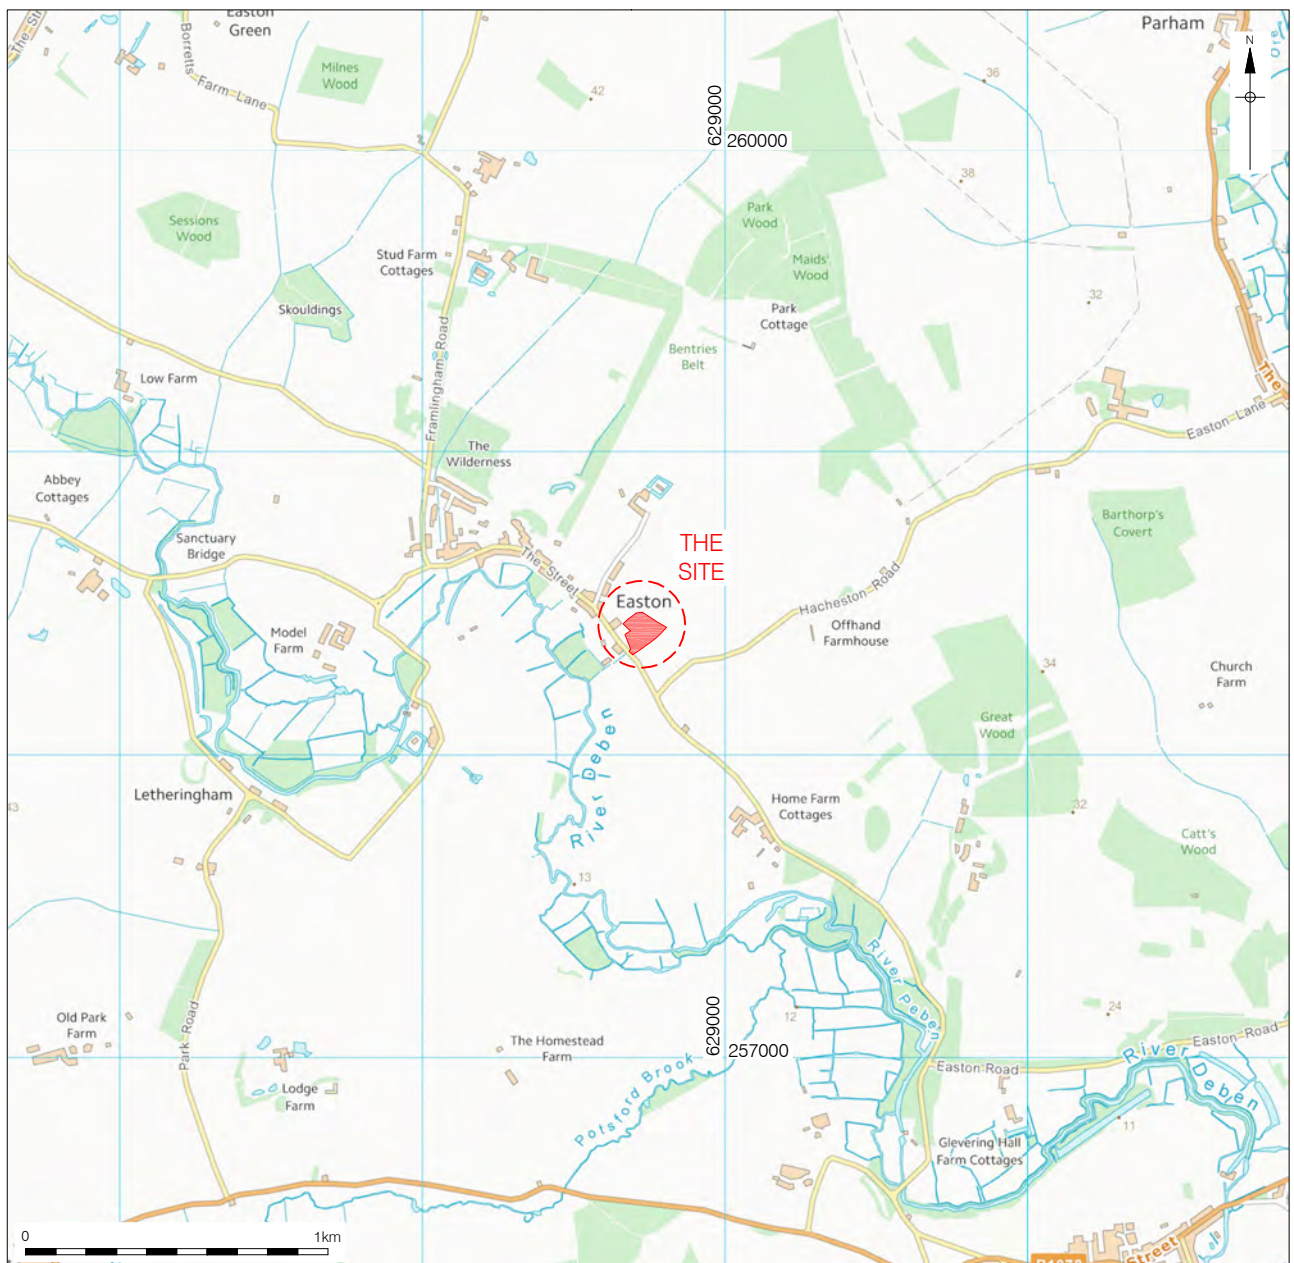 Easton
Green
Parham
The Str
Borretts Farm Lane
Milnes
Wood
42
629000
260000
36
N
Ore
38
Sessions
Wood
Park
Wood
Stud Farm
Cottages
Maids'
Wood
Skouldings
32
Park
Cottage
Framlingham Road
Bentries
Belt
Low Farm
The
Easton Lane
The
Wilderness
Abbey
Cottages
Barthorp's
Covert
Sanctuary
Bridge
THE
SITE
The Street
Hacheston Road
Easton
Model
Farm
Offhand
Farmhouse
34
Church
Farm
Great
Wood
River Deben
Letheringham
Home Farm
Cottages
32
Catt's
Wood
13
River Deben
Park Road
Old Park
Farm
629000
257000
12
24
The Homestead
Farm
Easton Road
River Deben
Easton Road
Potsford Brook
Lodge
Farm
11
Glevering Hall
Farm Cottages
0
1km
Street